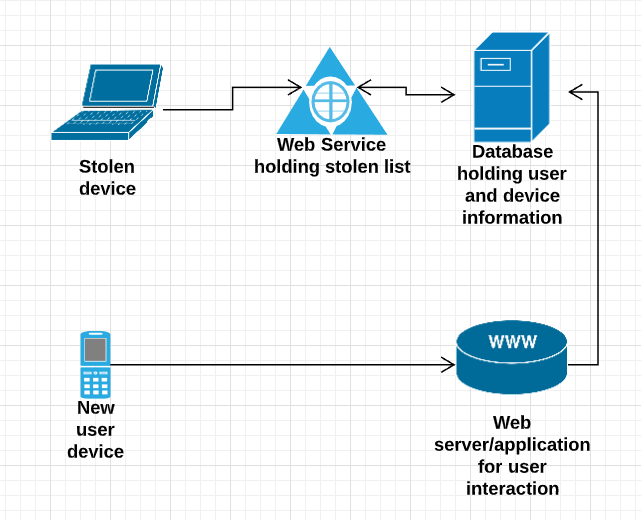 Stolen
device
Web Service
holding stolen list
Database
holding user
and device
information
New
user
device
WWW
Web
server/application
for user
interaction